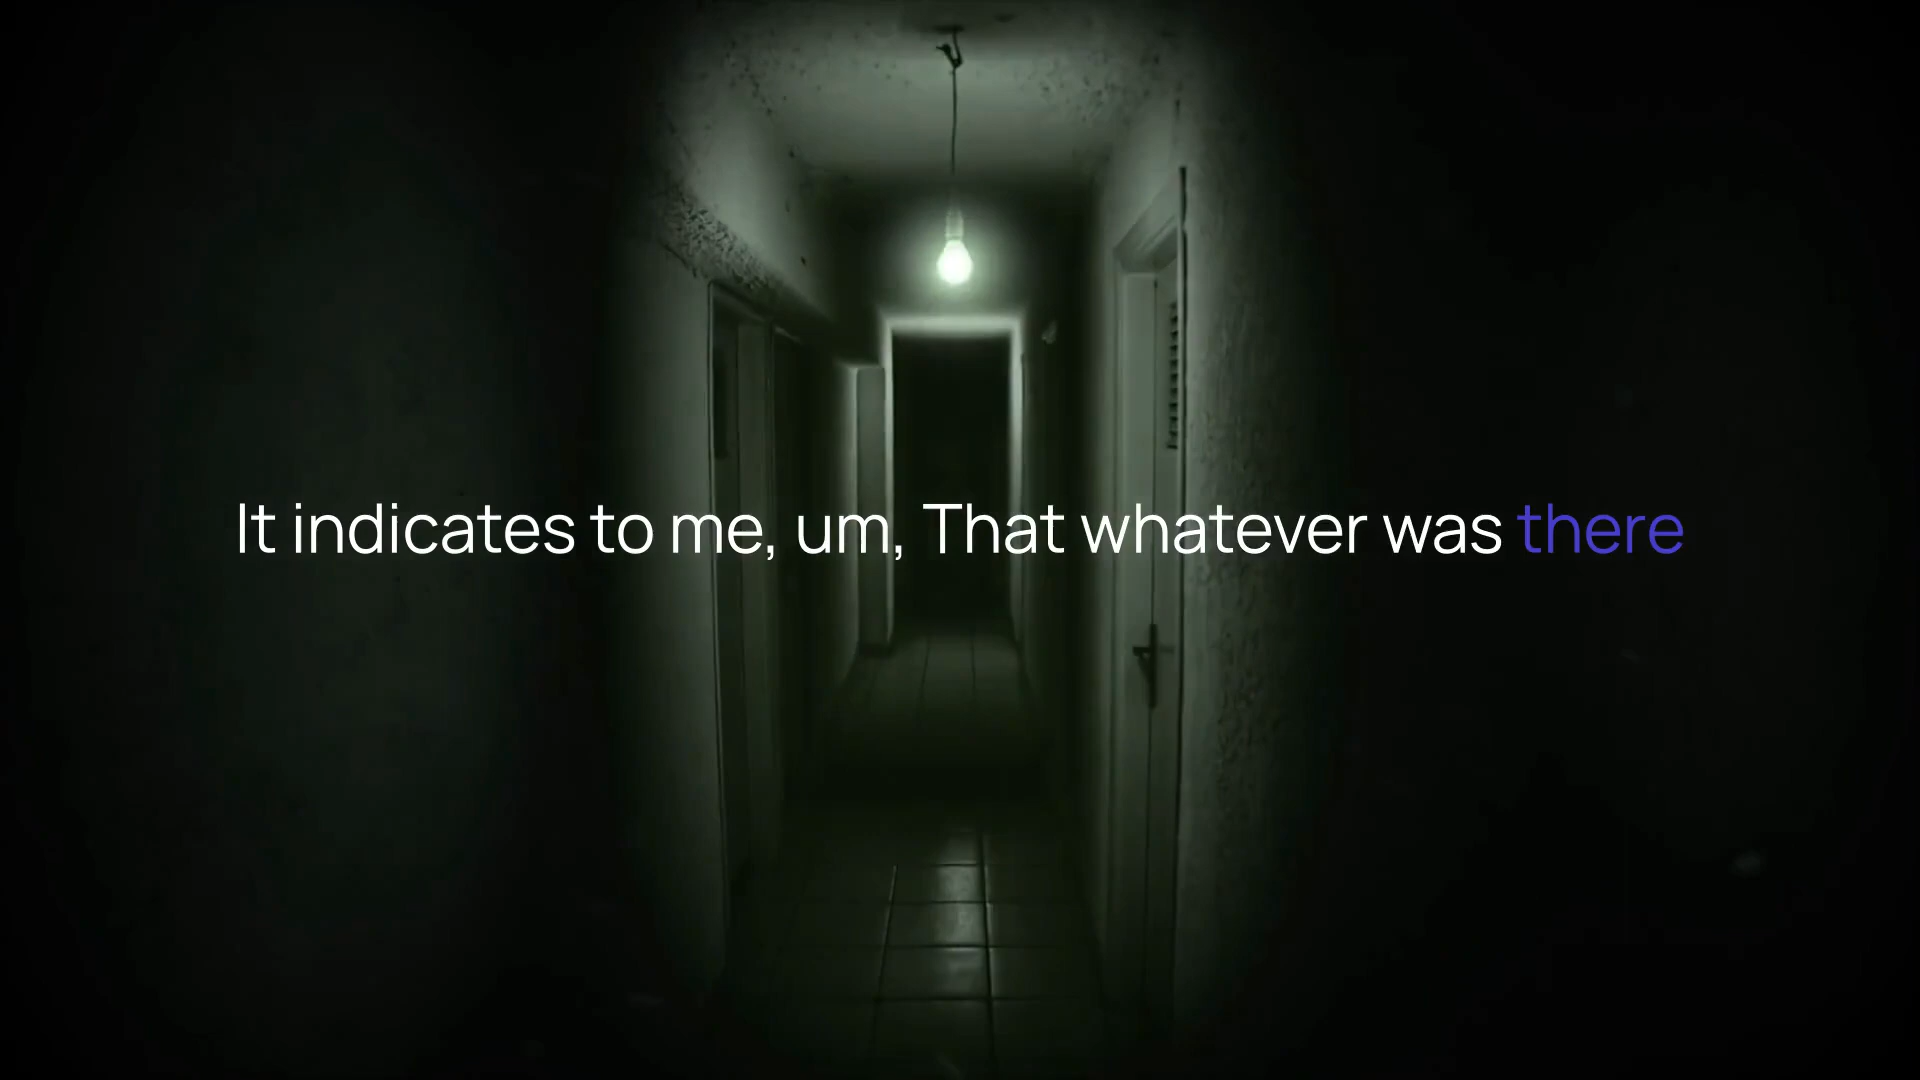 It indicates to me, um, That whatever was there